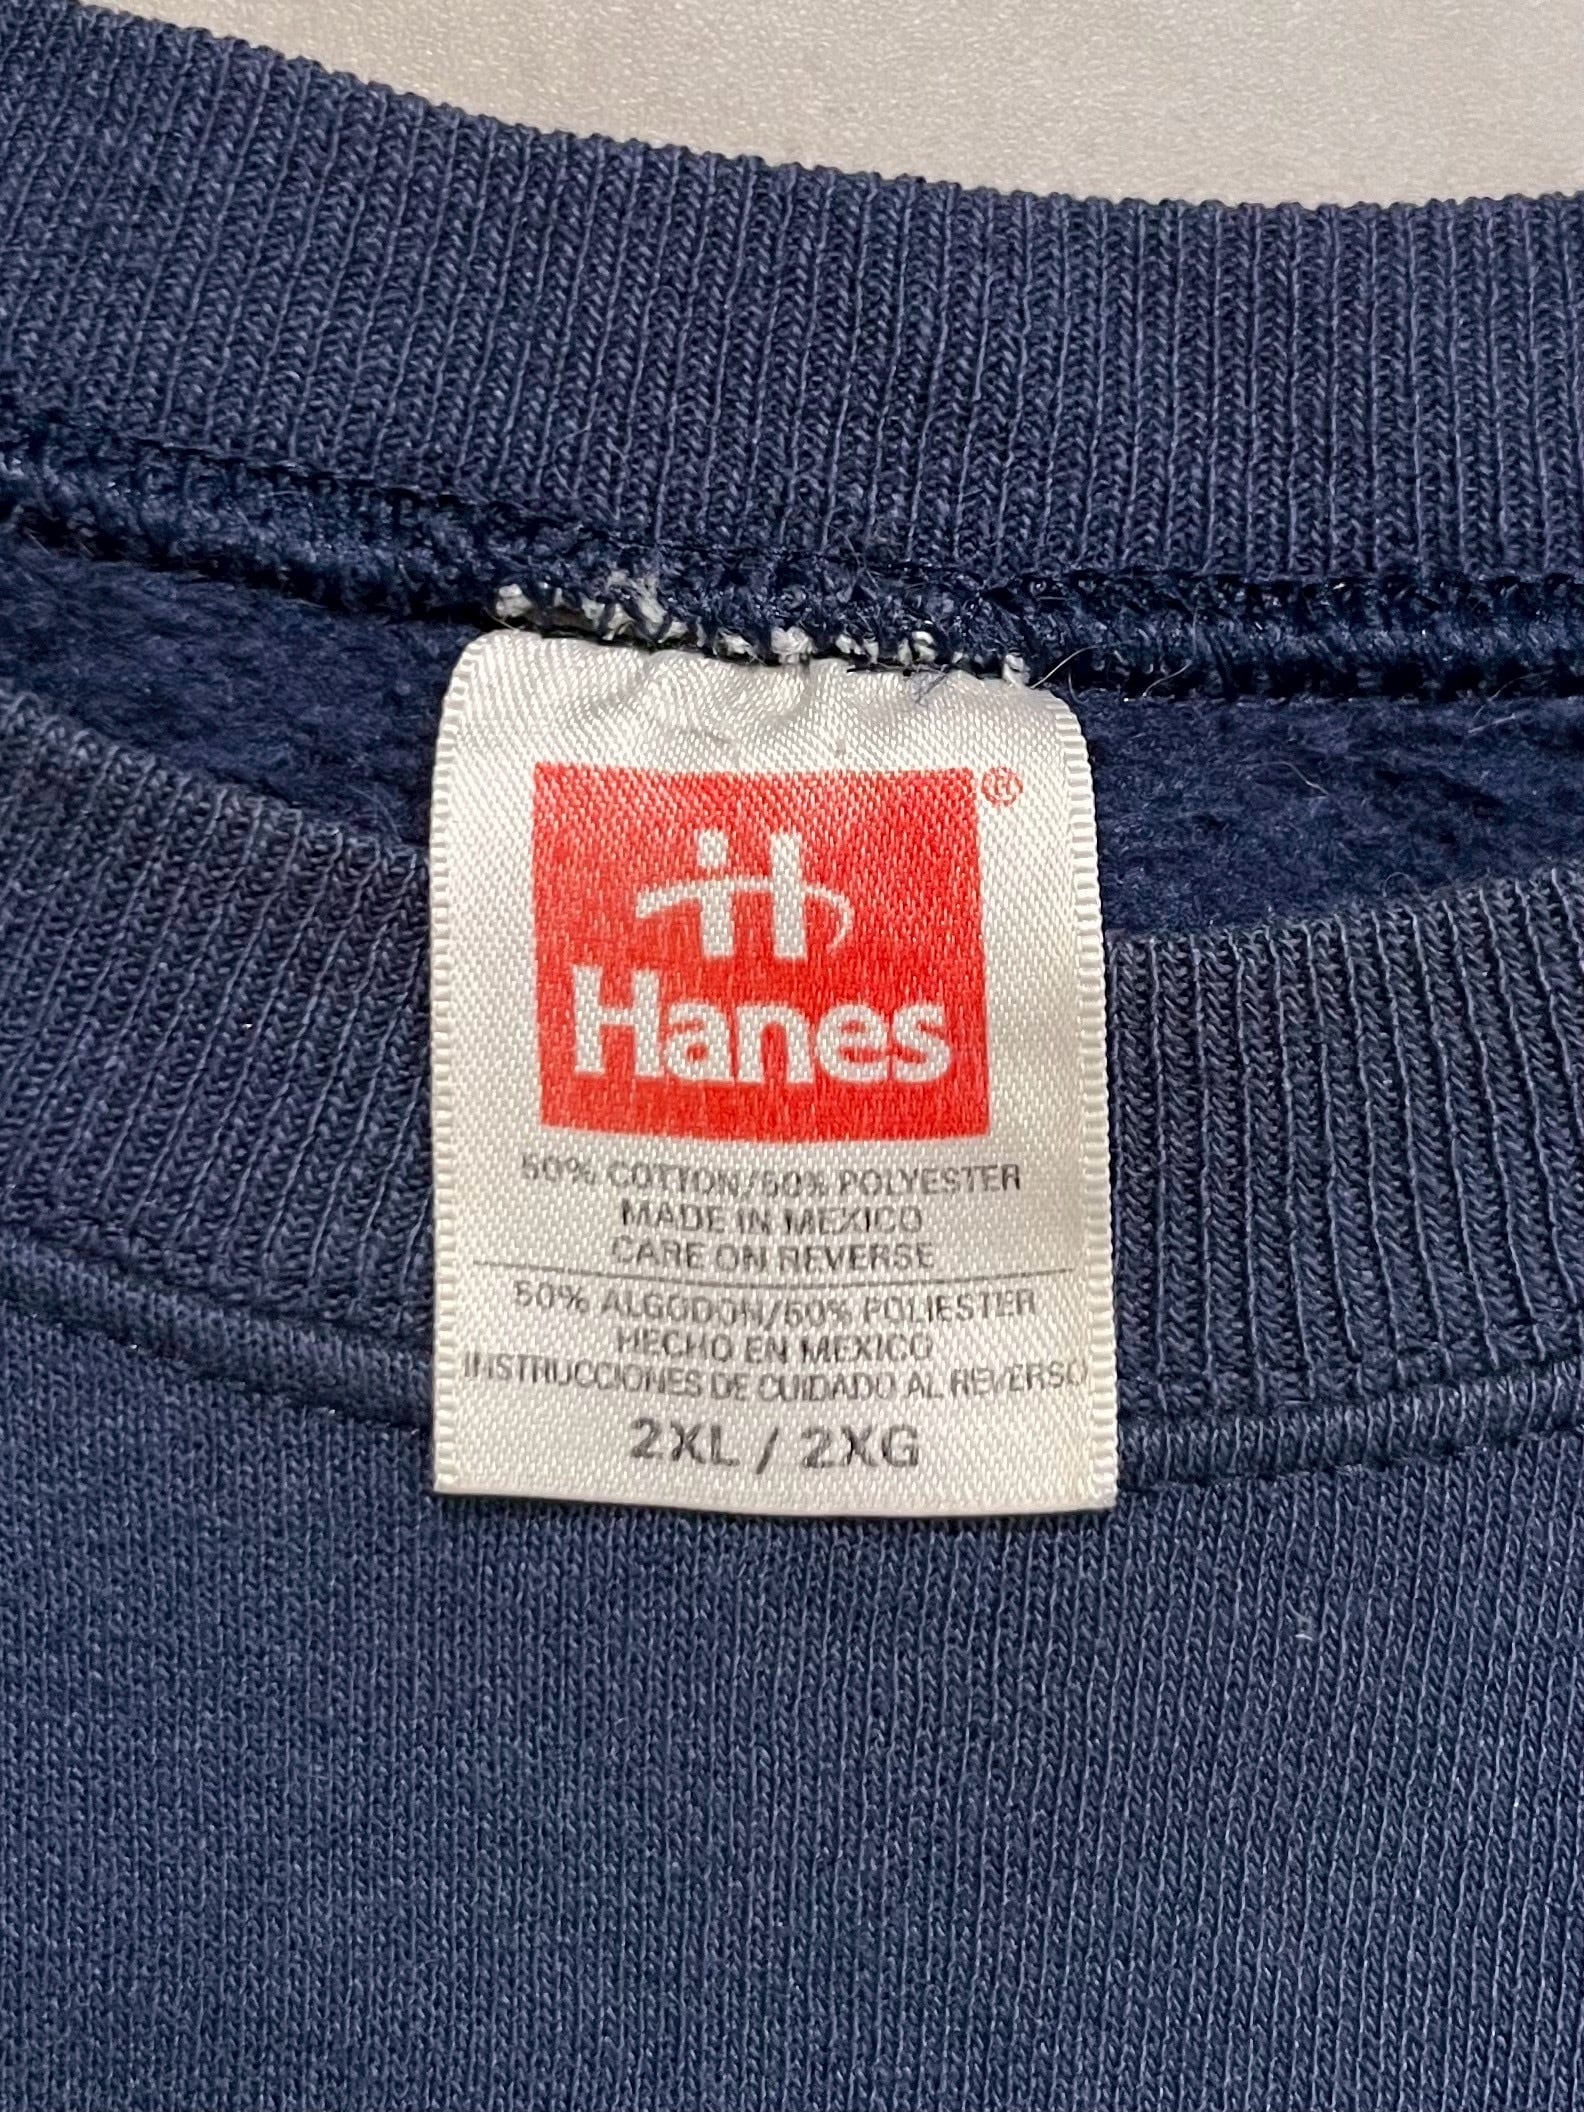 ®
Hanes
50% COTTON/50% POLYESTER
MADE IN MEXICO
CARE ON REVERSE
50% ALGODON/50% POLIESTER
HECHO EN MEXICO
INSTRUCCIONES DE CUIDADO AL REVERSO
2XL / 2XG